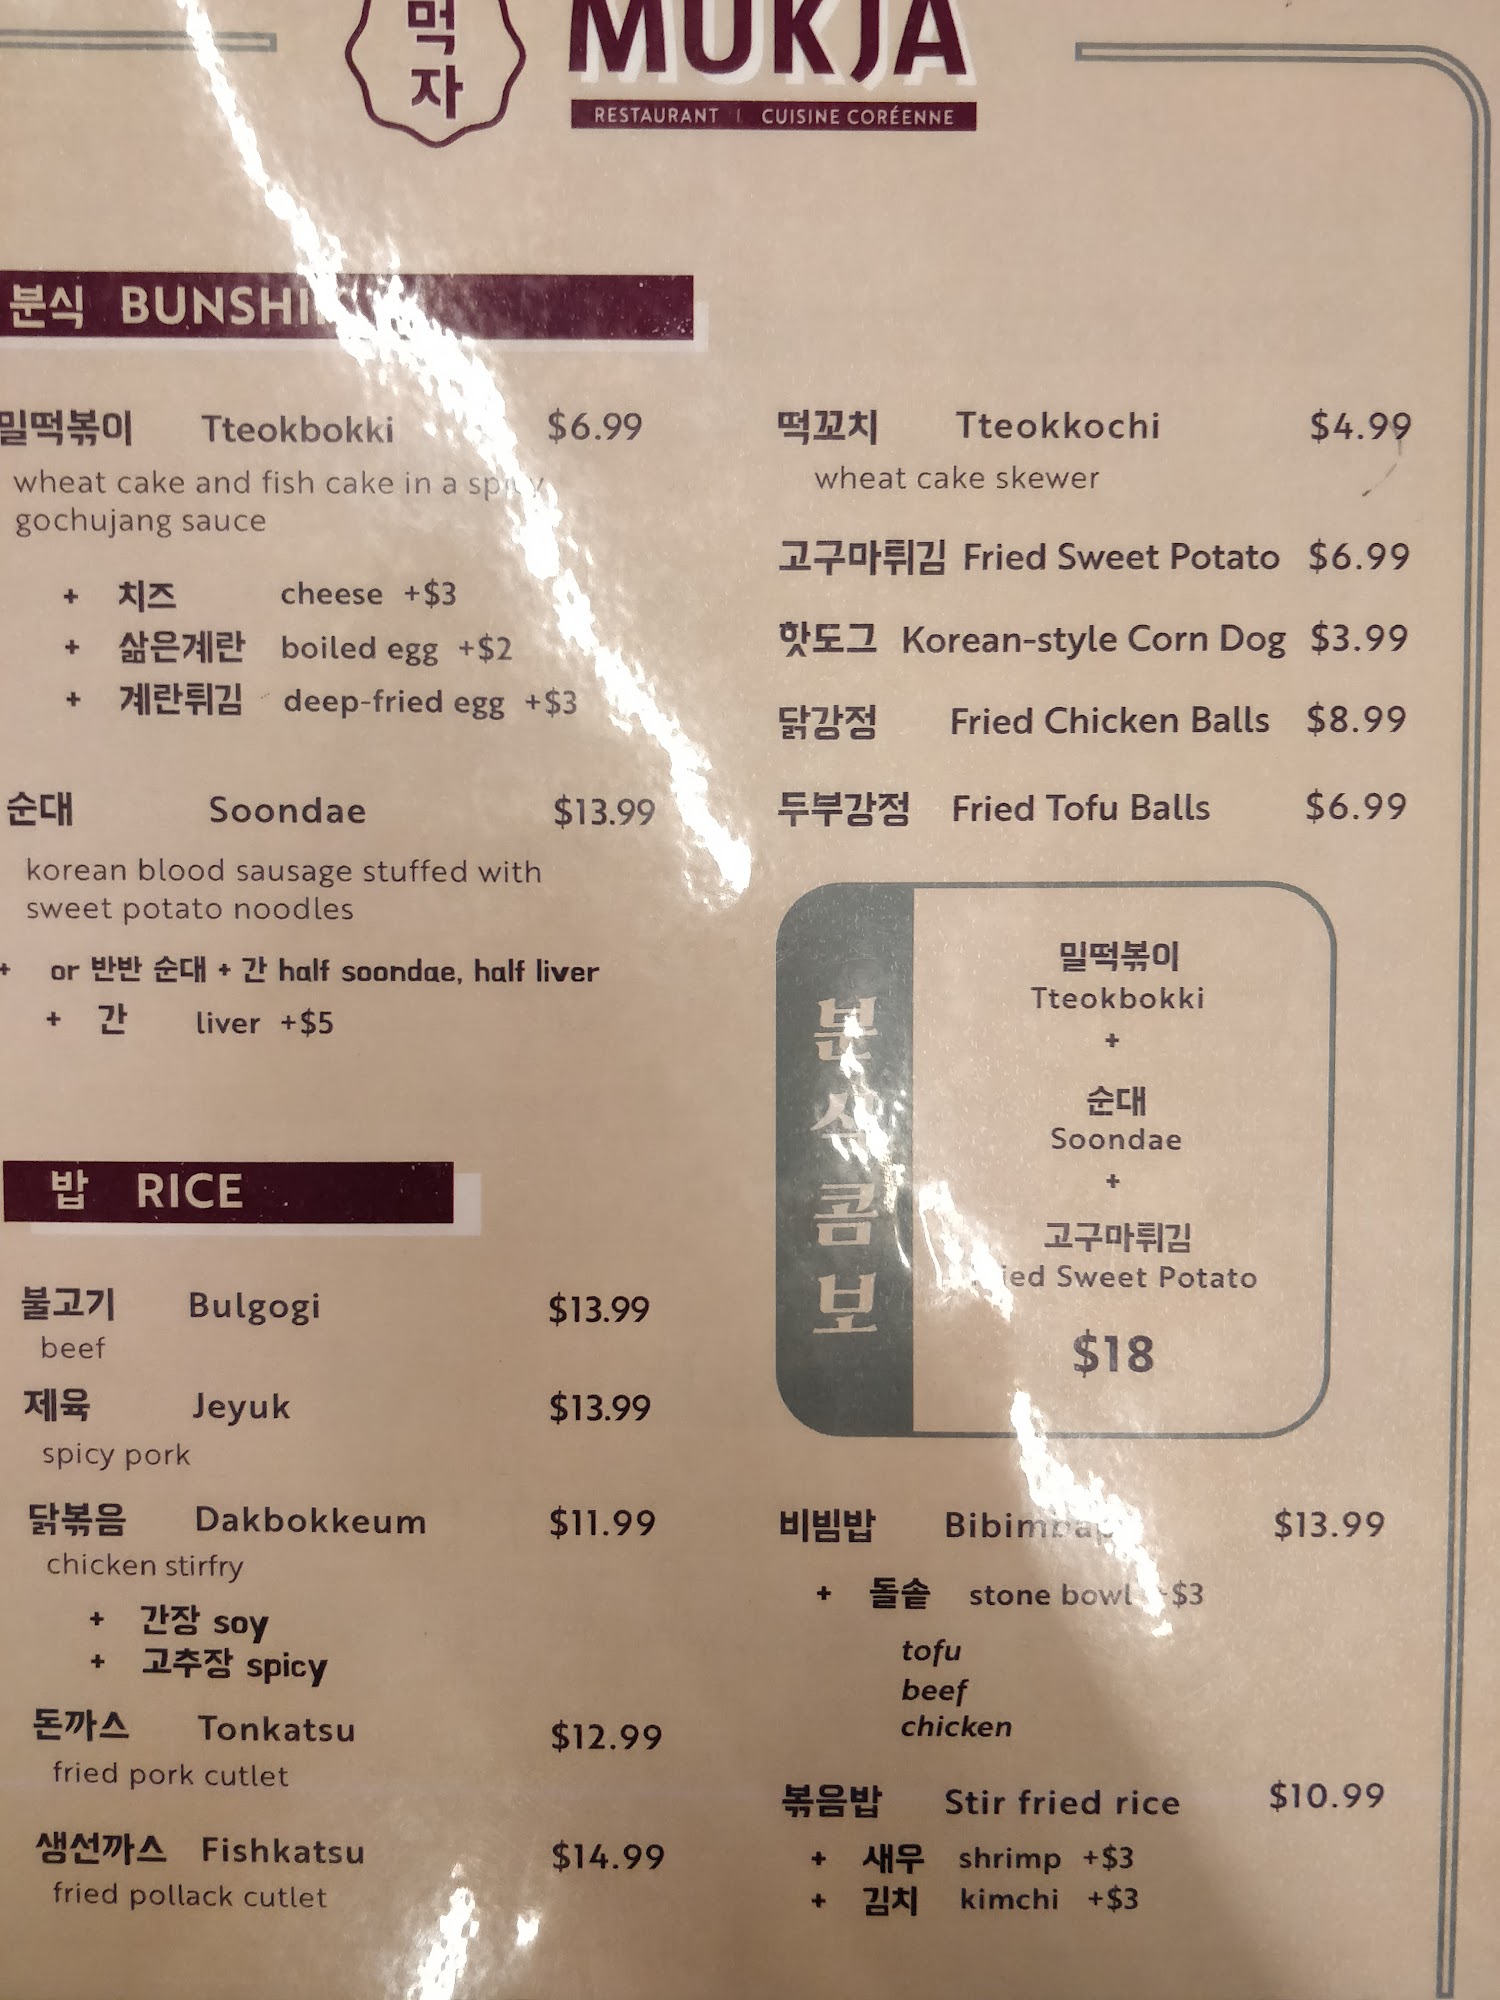 먹자
MUKJA
RESTAURANT | CUISINE CORÉENNE
분식 BUNSHIK
밀떡볶이 Tteokbokki $6.99
wheat cake and fish cake in a spicy
gochujang sauce
+ 치즈 cheese +$3
+ 삶은계란 boiled egg +$2
+ 계란튀김 deep-fried egg +$3
순대 Soondae $13.99
korean blood sausage stuffed with
sweet potato noodles
+ or 반반 순대 + 간 half soondae, half liver
+ 간 liver +$5
떡꼬치 Tteokkochi $4.99
wheat cake skewer
고구마튀김 Fried Sweet Potato $6.99
핫도그 Korean-style Corn Dog $3.99
닭강정 Fried Chicken Balls $8.99
두부강정 Fried Tofu Balls $6.99
분식콤보
밀떡볶이
Tteokbokki
+
순대
Soondae
+
고구마튀김
Fried Sweet Potato
$18
밥 RICE
불고기 Bulgogi $13.99
beef
제육 Jeyuk $13.99
spicy pork
닭볶음 Dakbokkeum $11.99
chicken stirfry
+ 간장 soy
+ 고추장 spicy
돈까스 Tonkatsu $12.99
fried pork cutlet
생선까스 Fishkatsu $14.99
fried pollack cutlet
비빔밥 Bibimbap $13.99
+ 돌솥 stone bowl +$3
tofu
beef
chicken
볶음밥 Stir fried rice $10.99
+ 새우 shrimp +$3
+ 김치 kimchi +$3